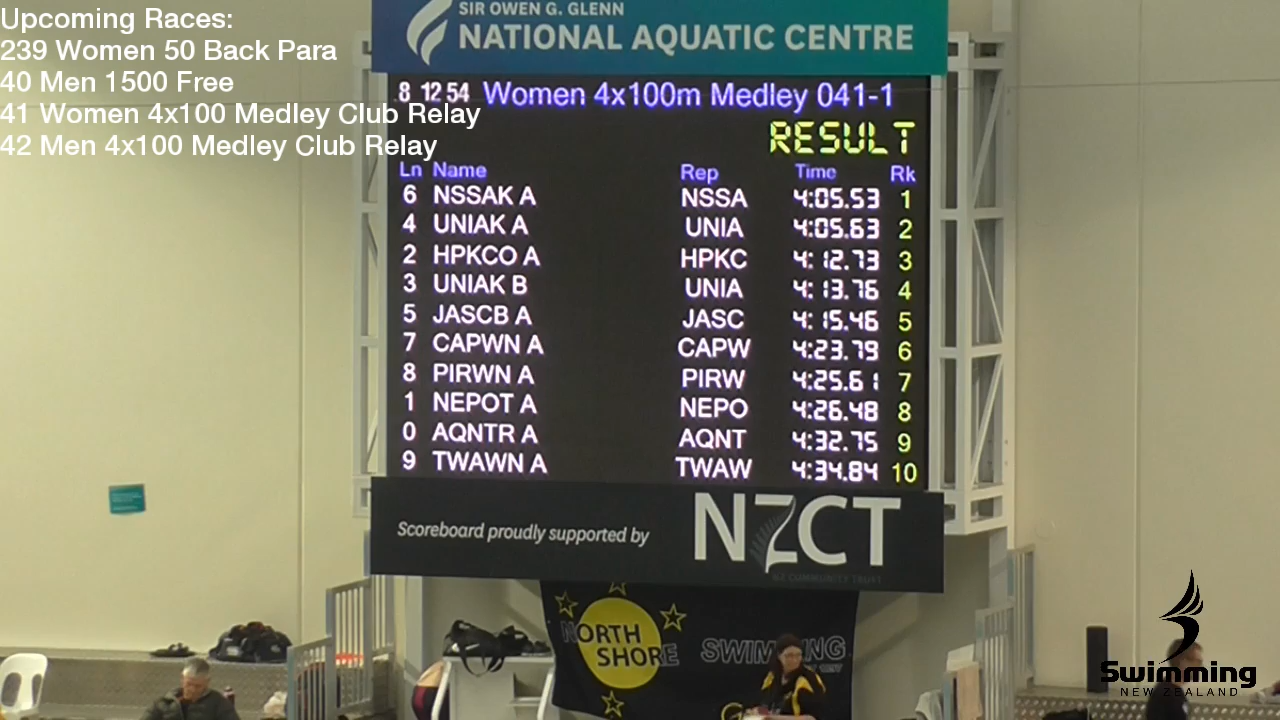 Upcoming Races:
239 Women 50 Back Para
40 Men 1500 Free
41 Women 4x100 Medley Club Relay
42 Men 4x100 Medley Club Relay
SIR OWEN G. GLENN
NATIONAL AQUATIC CENTRE
8 12 54 Women 4x100m Medley 041-1
RESULT
Ln Name Rep Time Rk
6 NSSAK A NSSA 4:05.53 1
4 UNIAK A UNIA 4:05.63 2
2 HPKCO A HPKC 4:12.73 3
3 UNIAK B UNIA 4:13.76 4
5 JASCB A JASC 4:15.46 5
7 CAPWN A CAPW 4:23.79 6
8 PIRWN A PIRW 4:25.61 7
1 NEPOT A NEPO 4:26.48 8
0 AQNTR A AQNT 4:32.75 9
9 TWAWN A TWAW 4:34.84 10
Scoreboard proudly supported by NZCT
NZ COMMUNITY TRUST
NORTH SHORE SWIMMING
Swimming
NEW ZEALAND